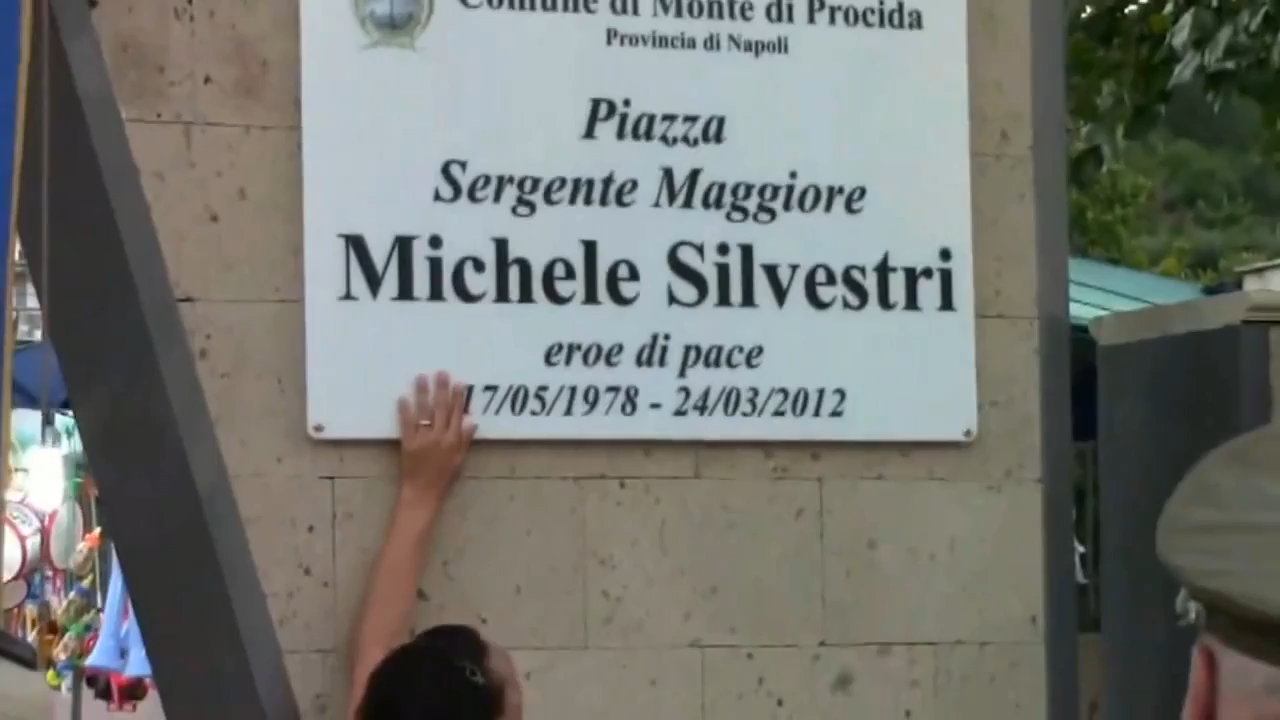 Comune di Monte di Procida
Provincia di Napoli
Piazza
Sergente Maggiore
Michele Silvestri
eroe di pace
17/05/1978 - 24/03/2012